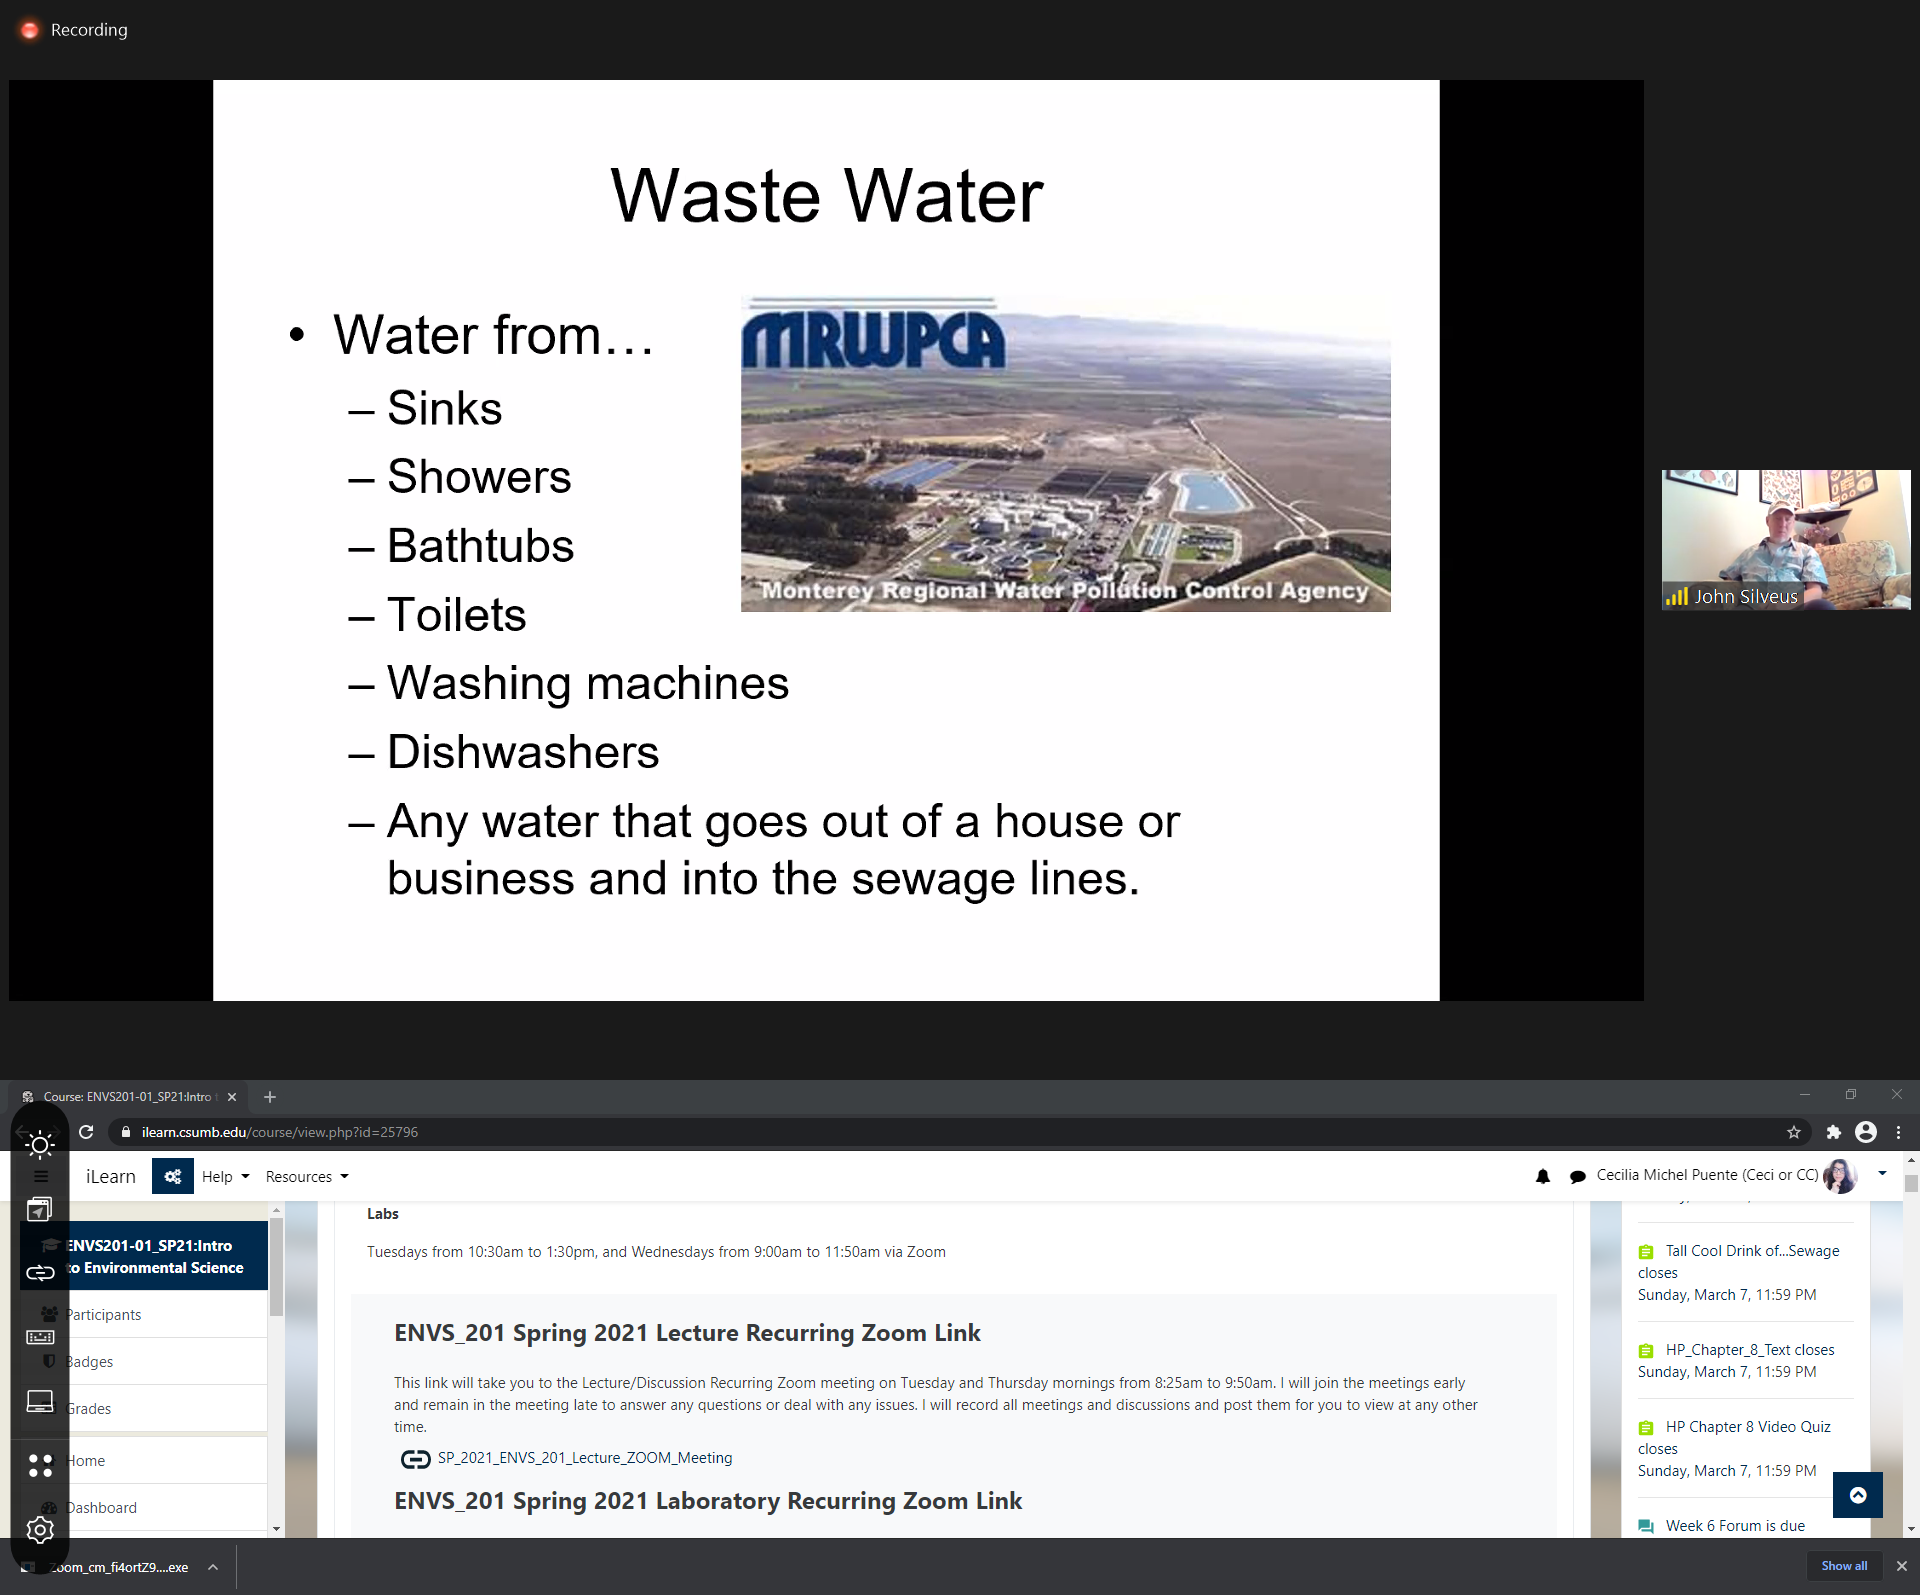 Recording
Waste Water
• Water from…
– Sinks
– Showers
– Bathtubs
– Toilets
– Washing machines
– Dishwashers
– Any water that goes out of a house or
business and into the sewage lines.
MRWPCA
Monterey Regional Water Pollution Control Agency
John Silveus
Course: ENVS201-01_SP21:Intro
ilearn.csumb.edu/course/view.php?id=25796
iLearn
Help
Resources
Cecilia Michel Puente (Ceci or CC)
ENVS201-01_SP21:Intro
to Environmental Science
Participants
Badges
Grades
Home
Dashboard
Labs
Tuesdays from 10:30am to 1:30pm, and Wednesdays from 9:00am to 11:50am via Zoom
ENVS_201 Spring 2021 Lecture Recurring Zoom Link
This link will take you to the Lecture/Discussion Recurring Zoom meeting on Tuesday and Thursday mornings from 8:25am to 9:50am. I will join the meetings early
and remain in the meeting late to answer any questions or deal with any issues. I will record all meetings and discussions and post them for you to view at any other
time.
SP_2021_ENVS_201_Lecture_ZOOM_Meeting
ENVS_201 Spring 2021 Laboratory Recurring Zoom Link
Tall Cool Drink of...Sewage
closes
Sunday, March 7, 11:59 PM
HP_Chapter_8_Text closes
Sunday, March 7, 11:59 PM
HP Chapter 8 Video Quiz
closes
Sunday, March 7, 11:59 PM
Week 6 Forum is due
Zoom_cm_fi4ortZ9....exe
Show all